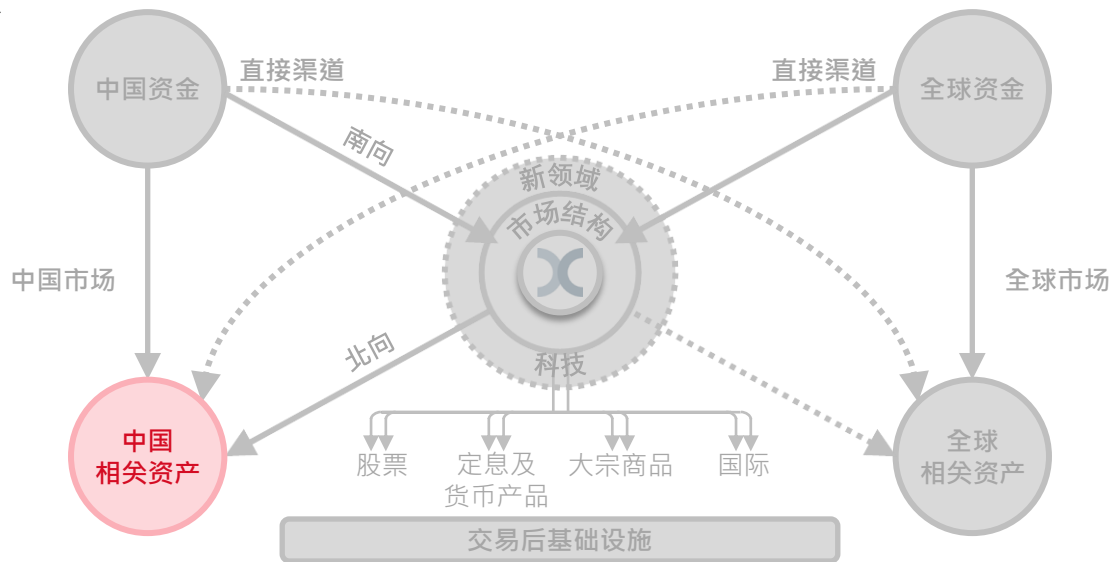 中国资金
直接渠道
直接渠道
全球资金
南向
新领域
市场结构
中国市场
全球市场
北向
科技
中国
相关资产
股票
定息及
货币产品
大宗商品
国际
全球
相关资产
交易后基础设施